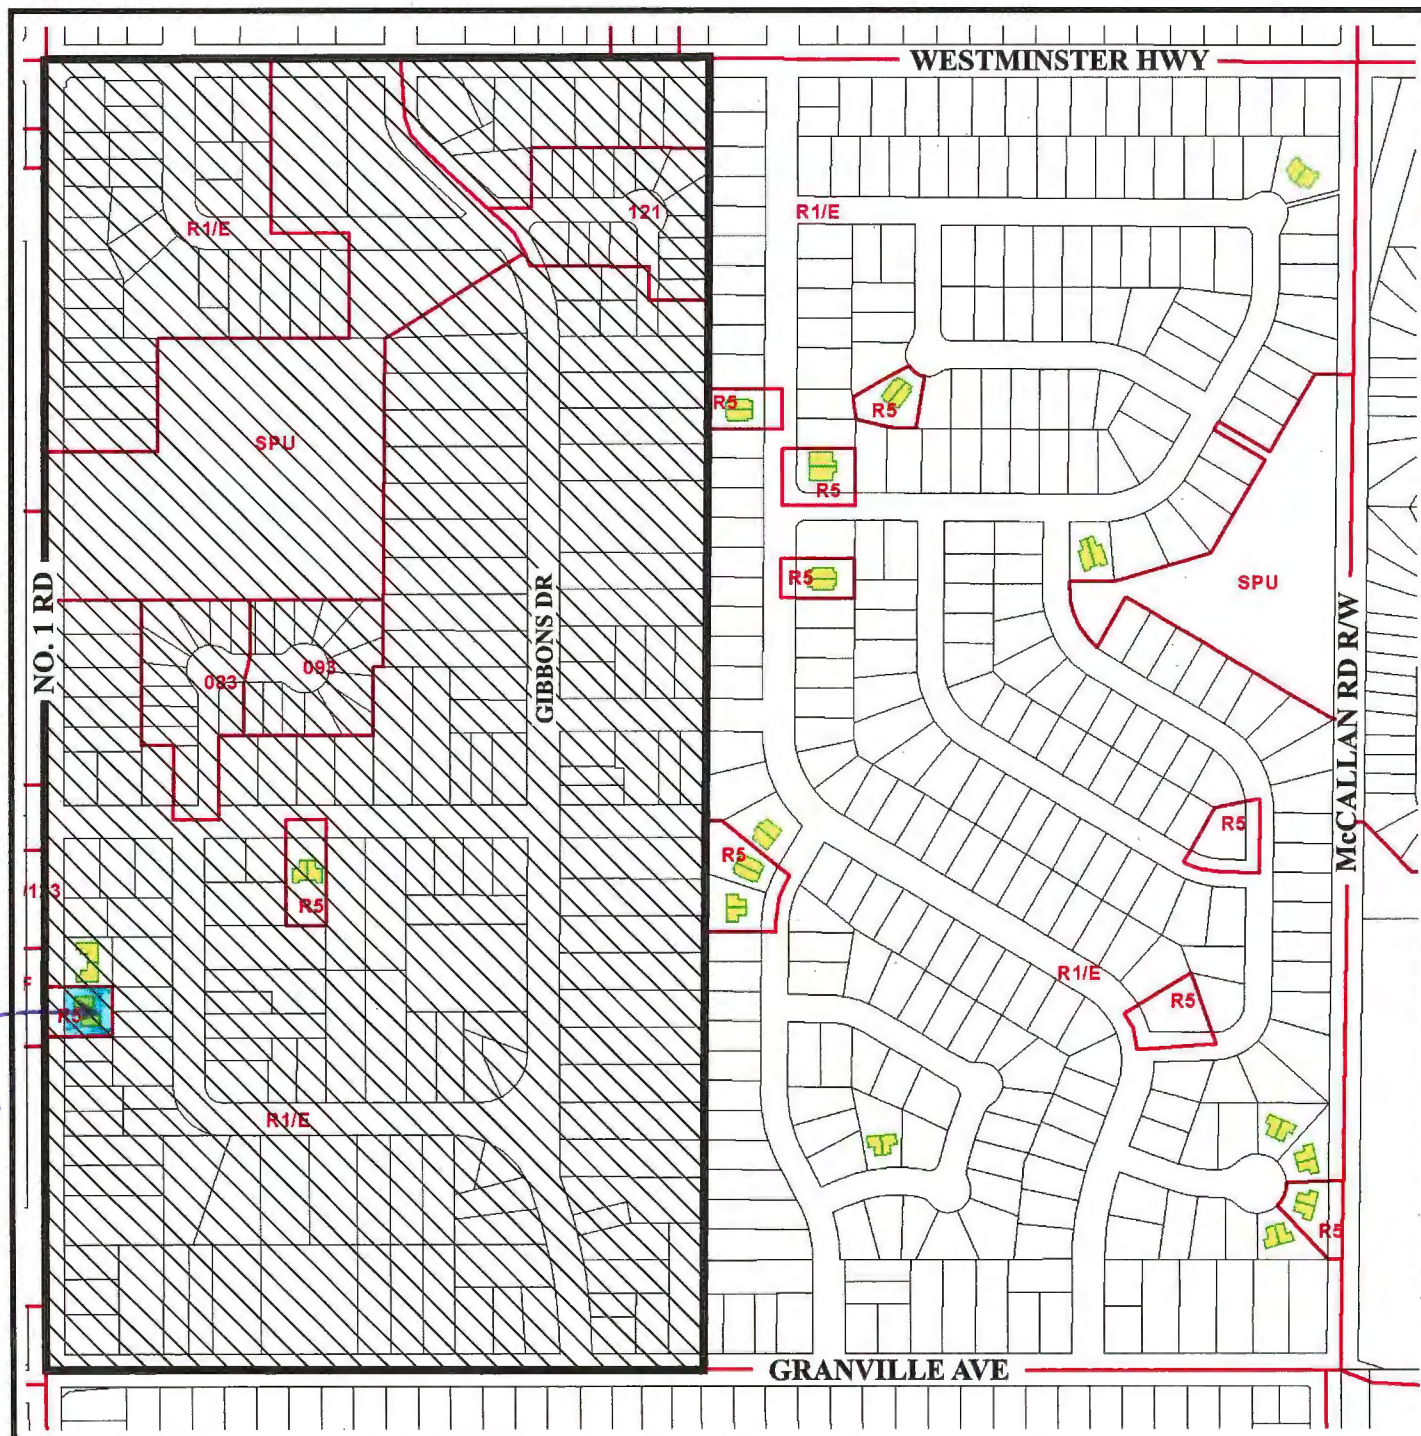 WESTMINSTER HWY
R1/E
121
R1/E
SPU
R5
R5
R5
R5
SPU
NO. 1 RD
GIBBONS DR
McCALLAN RD R/W
083
093
R5
R5
R5
R1/E
R5
R5
R1/E
R5
GRANVILLE AVE